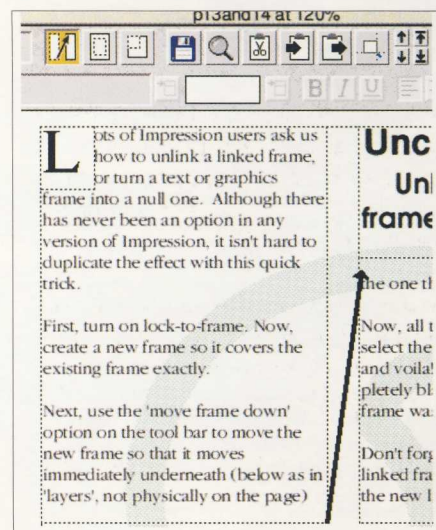 p13and14 at 120%
B I U
Lots of Impression users ask us
how to unlink a linked frame,
or turn a text or graphics
frame into a null one. Although there
has never been an option in any
version of Impression, it isn't hard to
duplicate the effect with this quick
trick.
First, turn on lock-to-frame. Now,
create a new frame so it covers the
existing frame exactly.
Next, use the 'move frame down'
option on the tool bar to move the
new frame so that it moves
immediately underneath (below as in
'layers', not physically on the page)
Unc
Unl
frame
the one th
Now, all t
select the
and voila!
pletely bl
frame wa
Don't forg
linked fra
the new l